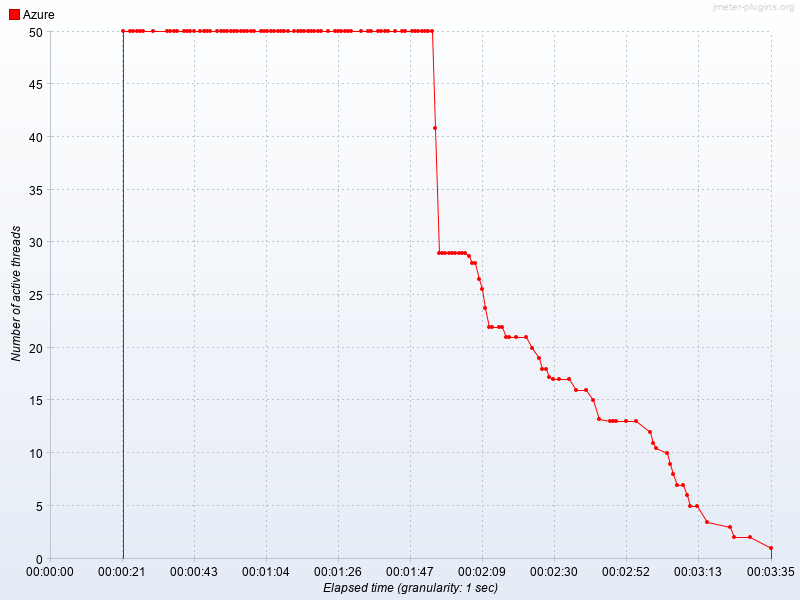 Azure
jmeter-plugins.org
50
45
40
35
30
25
20
15
10
5
0
Number of active threads
00:00:00 00:00:21 00:00:43 00:01:04 00:01:26 00:01:47 00:02:09 00:02:30 00:02:52 00:03:13 00:03:35
Elapsed time (granularity: 1 sec)